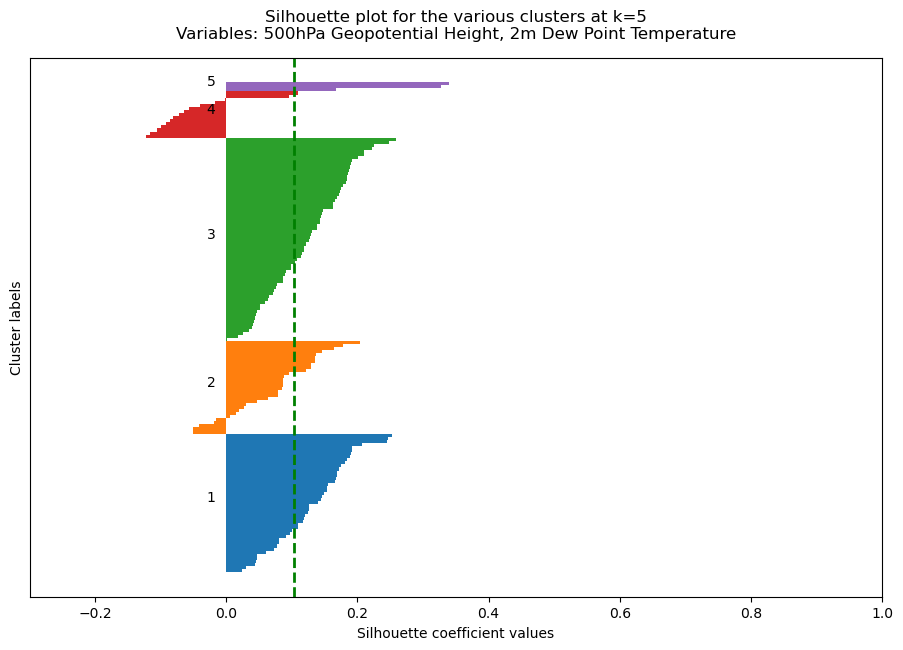 Silhouette plot for the various clusters at k=5
Variables: 500hPa Geopotential Height, 2m Dew Point Temperature
5
4
3
2
1
Cluster labels
−0.2 0.0 0.2 0.4 0.6 0.8 1.0
Silhouette coefficient values